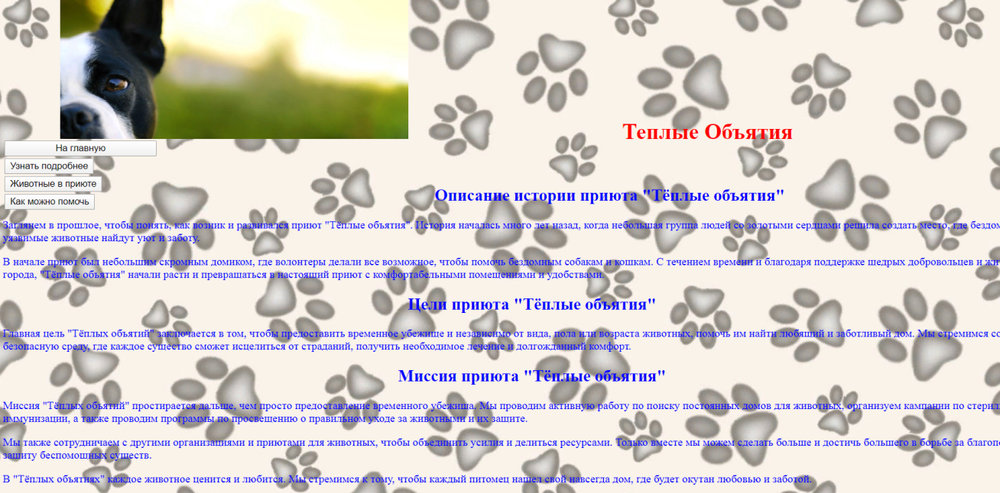 Теплые Объятия
На главную
Узнать подробнее
Животные в приюте
Как можно помочь
Описание истории приюта "Тёплые объятия"
Заглянем в прошлое, чтобы понять, как возник и развивался приют "Тёплые объятия". История началась много лет назад, когда небольшая группа людей со золотыми сердцами решила создать место, где
уязвимые животные найдут уют и заботу.
В начале приют был небольшим скромным домиком, где волонтеры делали все возможное, чтобы помочь бездомным собакам и кошкам. С течением времени и благодаря поддержке щедрых добровольцев и
города, "Тёплые объятия" начали расти и превращаться в настоящий приют с комфортабельными помещениями и удобствами.
Цели приюта "Тёплые объятия"
Главная цель "Тёплых объятий" заключается в том, чтобы предоставить временное убежище и независимо от вида, пола или возраста животных, помочь им найти любящий и заботливый дом. Мы стремимся
безопасную среду, где каждое существо сможет исцелиться от страданий, получить необходимое лечение и долгожданный комфорт.
Миссия приюта "Тёплые объятия"
Миссия "Тёплых объятий" простирается дальше, чем просто предоставление временного убежища. Мы проводим активную работу по поиску постоянных домов для животных, организуем кампании по
иммунизации, а также проводим программы по просвещению о правильном уходе за животными и их защите.
Мы также сотрудничаем с другими организациями и приютами для животных, чтобы объединить усилия и делиться ресурсами. Только вместе мы можем сделать больше и достичь большего в борьбе за
защиту беспомощных существ.
В "Тёплых объятиях" каждое животное ценится и любится. Мы стремимся к тому, чтобы каждый питомец нашел свой навсегда дом, где будет окутан любовью и заботой.